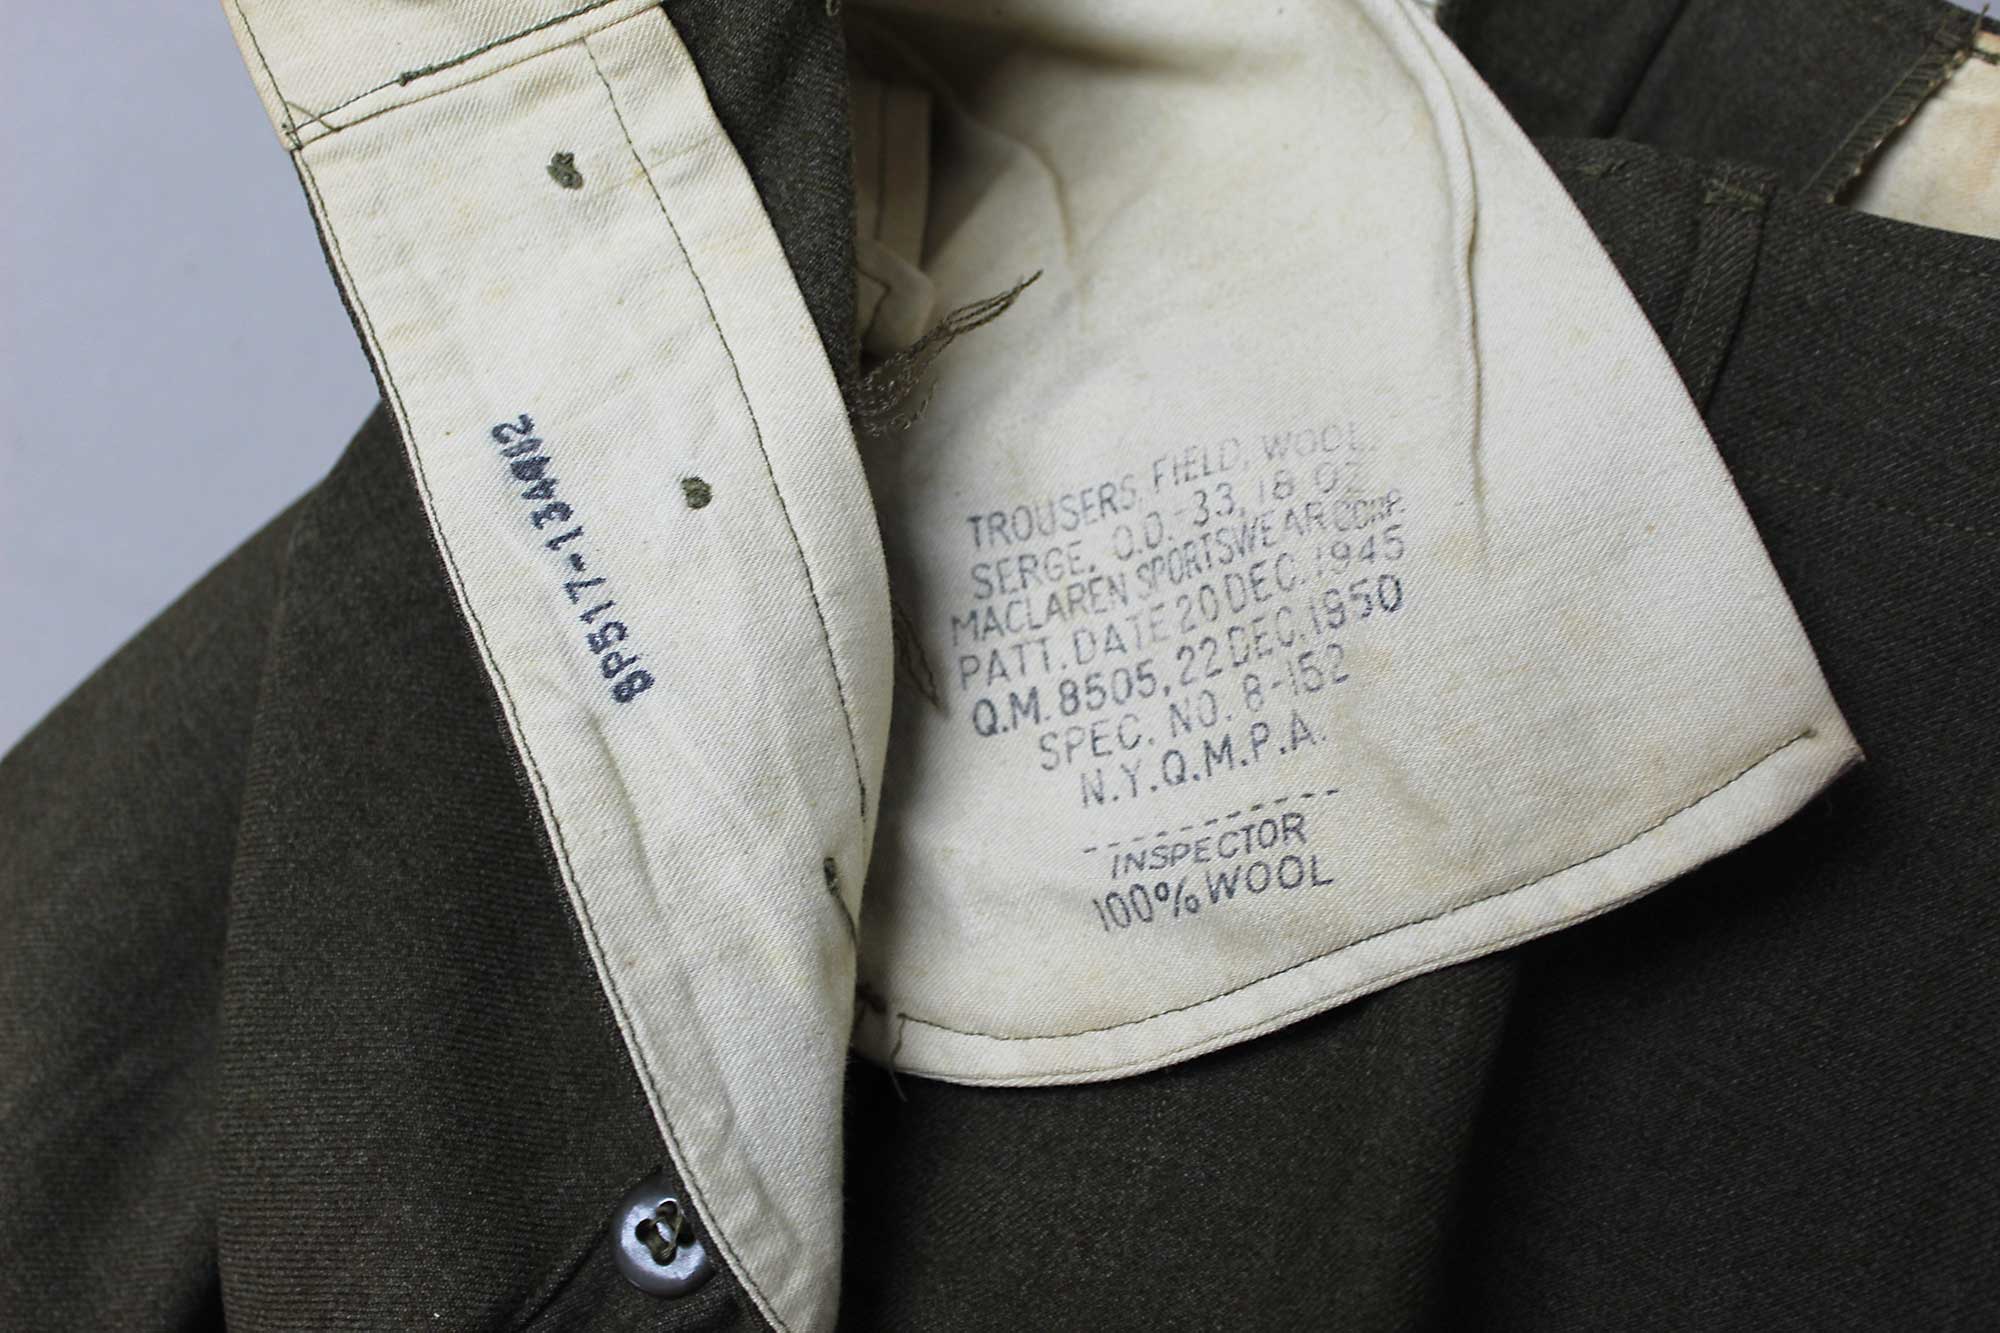 8P517-134482
TROUSERS, FIELD, WOOL,
SERGE, O.D.-33, 18 OZ
MACLAREN SPORTSWEAR CORP.
PATT. DATE 20 DEC. 1945
Q.M. 8505, 22 DEC. 1950
SPEC. NO. 8-152
N.Y.Q.M.P.A.
INSPECTOR
100% WOOL